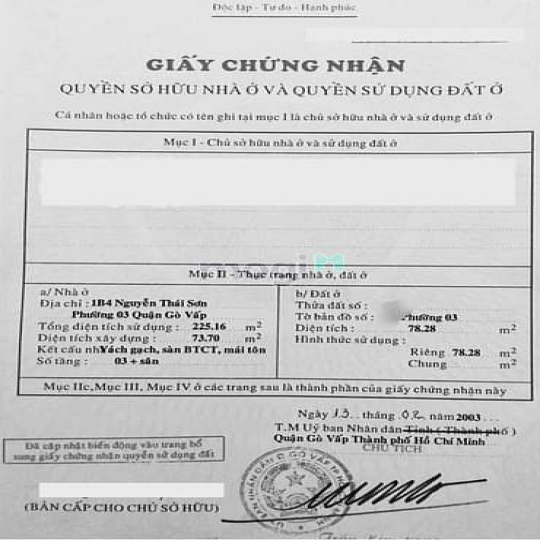 Độc lập - Tự do - Hạnh phúc
GIẤY CHỨNG NHẬN
QUYỀN SỞ HỮU NHÀ Ở VÀ QUYỀN SỬ DỤNG ĐẤT Ở
Cá nhân hoặc tổ chức có tên ghi tại mục I là chủ sở hữu nhà ở và sử dụng đất ở
Mục I - Chủ sở hữu nhà ở và sử dụng đất ở
mogi
Mục II - Thực trạng nhà ở, đất ở
a/ Nhà ở
Địa chỉ : 1B4 Nguyễn Thái Sơn
Phường 03 Quận Gò Vấp
Tổng diện tích sử dụng : 225.16 m2
Diện tích xây dựng : 73.70 m2
Kết cấu nhà Vách gạch, sàn BTCT, mái tôn
Số tầng : 03 + sân
b/ Đất ở
Thửa đất số :
Tờ bản đồ số : Phường 03
Diện tích : 78.28 m2
Hình thức sử dụng :
Riêng 78.28 m2
Chung m2
Mục IIc, Mục III, Mục IV ở các trang sau là thành phần của giấy chứng nhận này
Ngày 13 tháng 02 năm 2003
T.M Uỷ ban Nhân dân Tỉnh ( Thành phố )
Quận Gò Vấp Thành phố Hồ Chí Minh
CHỦ TỊCH
Đã cập nhật biến động vào trang bổ
sung giấy chứng nhận quyền sử dụng đất
(BẢN CẤP CHO CHỦ SỞ HỮU)